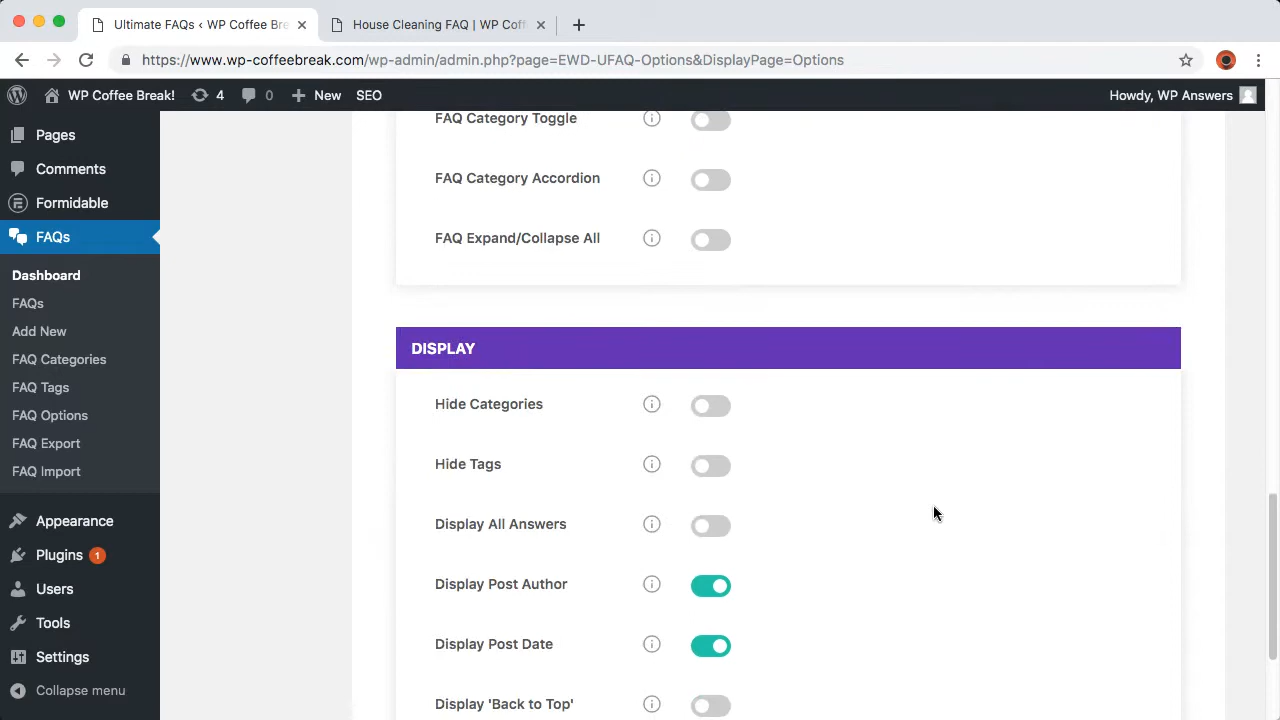 Ultimate FAQs ‹ WP Coffee Bre
House Cleaning FAQ | WP Coff
https://www.wp-coffeebreak.com/wp-admin/admin.php?page=EWD-UFAQ-Options&DisplayPage=Options
WP Coffee Break! 4 0 New SEO Howdy, WP Answers
Pages
Comments
Formidable
FAQs
Dashboard
FAQs
Add New
FAQ Categories
FAQ Tags
FAQ Options
FAQ Export
FAQ Import
Appearance
Plugins 1
Users
Tools
Settings
Collapse menu
FAQ Category Toggle
FAQ Category Accordion
FAQ Expand/Collapse All
DISPLAY
Hide Categories
Hide Tags
Display All Answers
Display Post Author
Display Post Date
Display 'Back to Top'